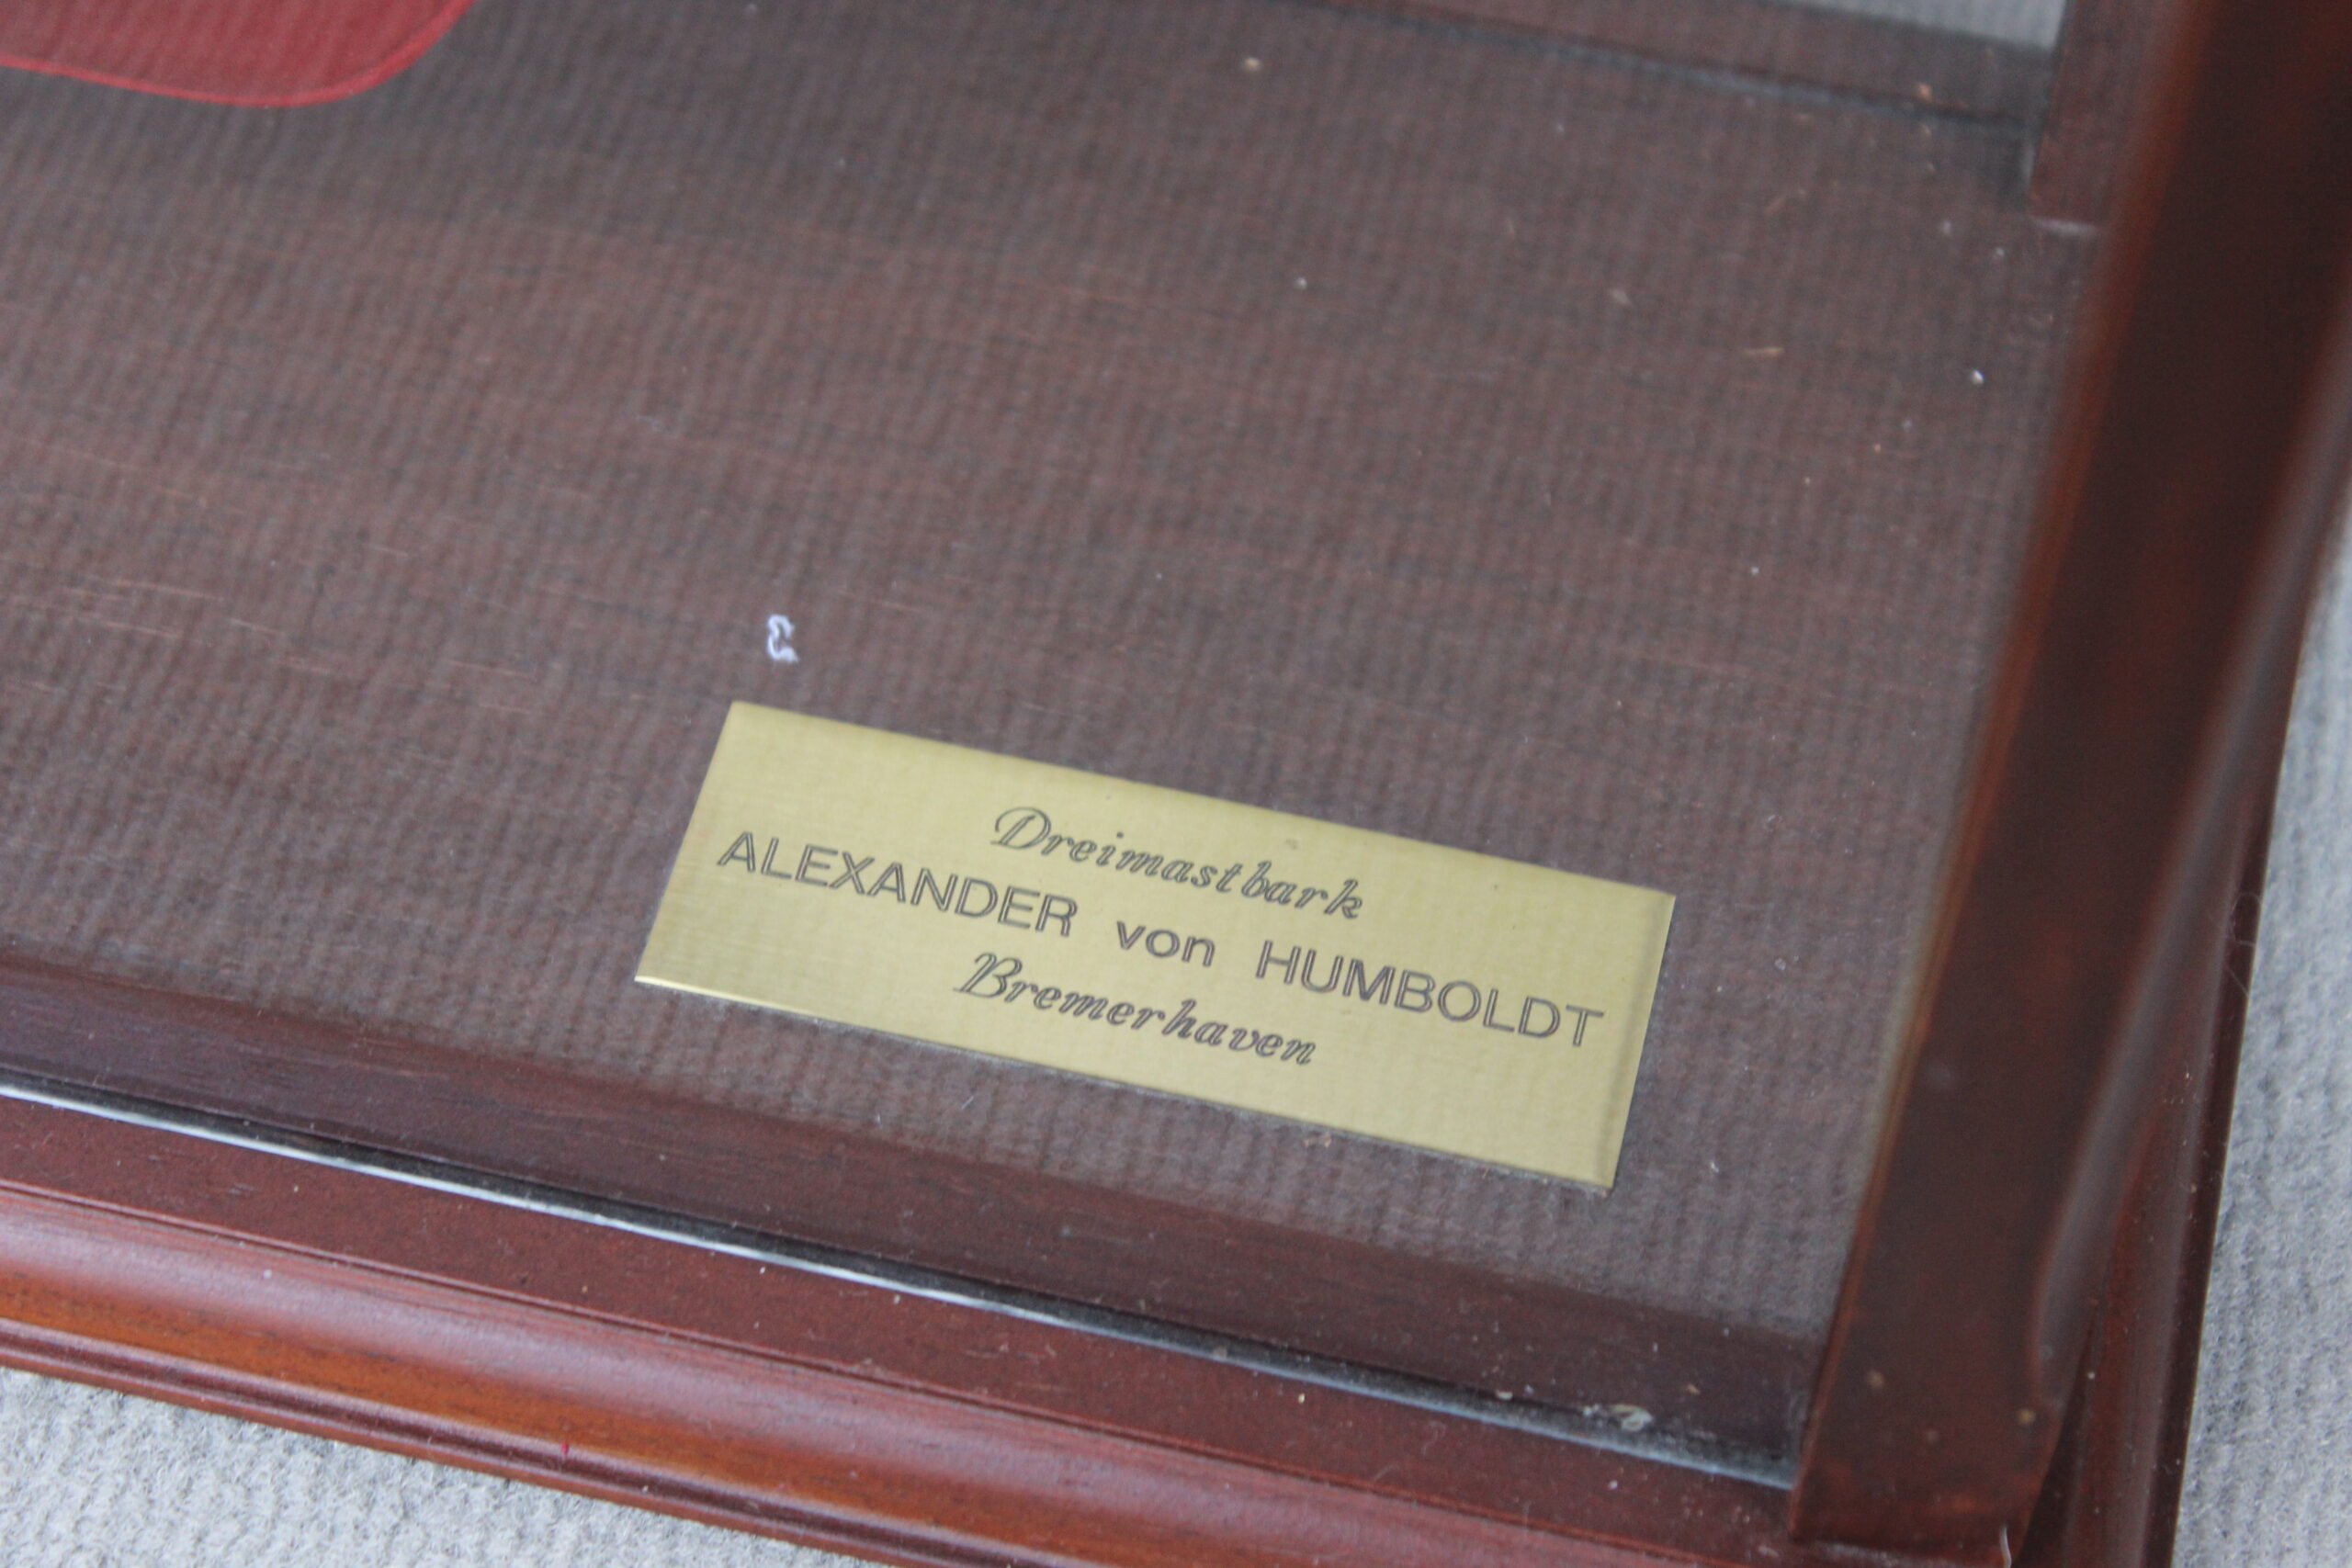 Dreimastbark
ALEXANDER von HUMBOLDT
Bremerhaven